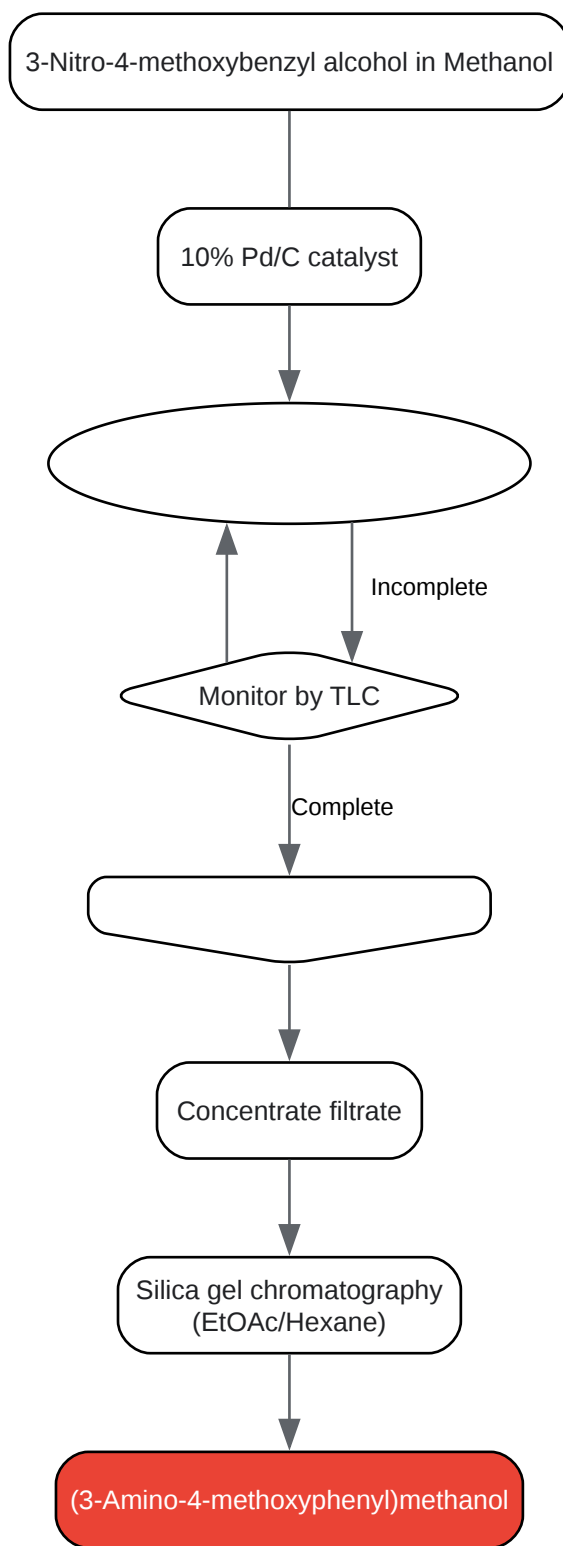 3-Nitro-4-methoxybenzyl alcohol in Methanol
10% Pd/C catalyst
Incomplete
Monitor by TLC
Complete
Concentrate filtrate
Silica gel chromatography
(EtOAc/Hexane)
(3-Amino-4-methoxyphenyl)methanol